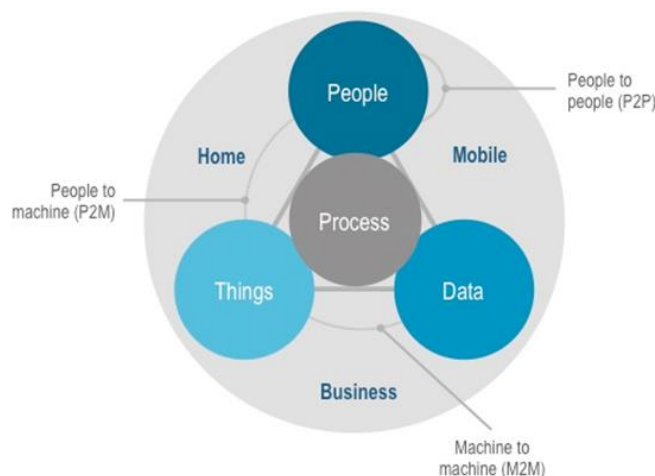 People
People to
people (P2P)
Home
Mobile
People to
machine (P2M)
Process
Things
Data
Business
Machine to
machine (M2M)